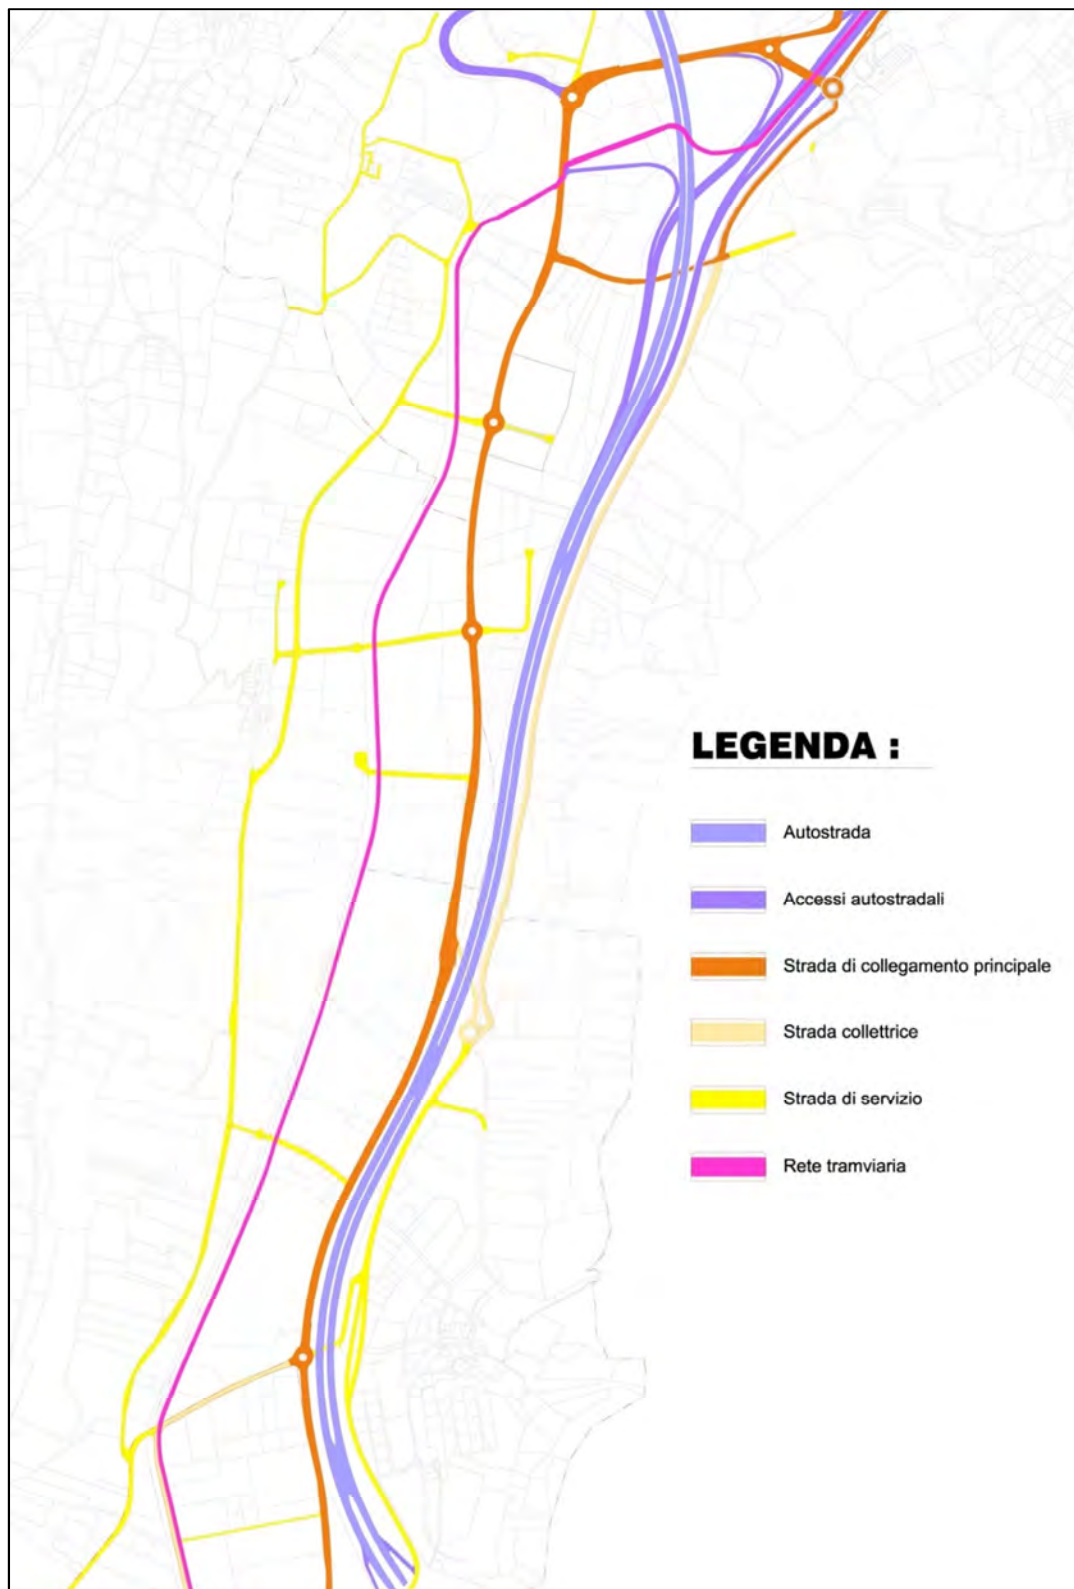 LEGENDA :
Autostrada
Accessi autostradali
Strada di collegamento principale
Strada collettrice
Strada di servizio
Rete tramviaria